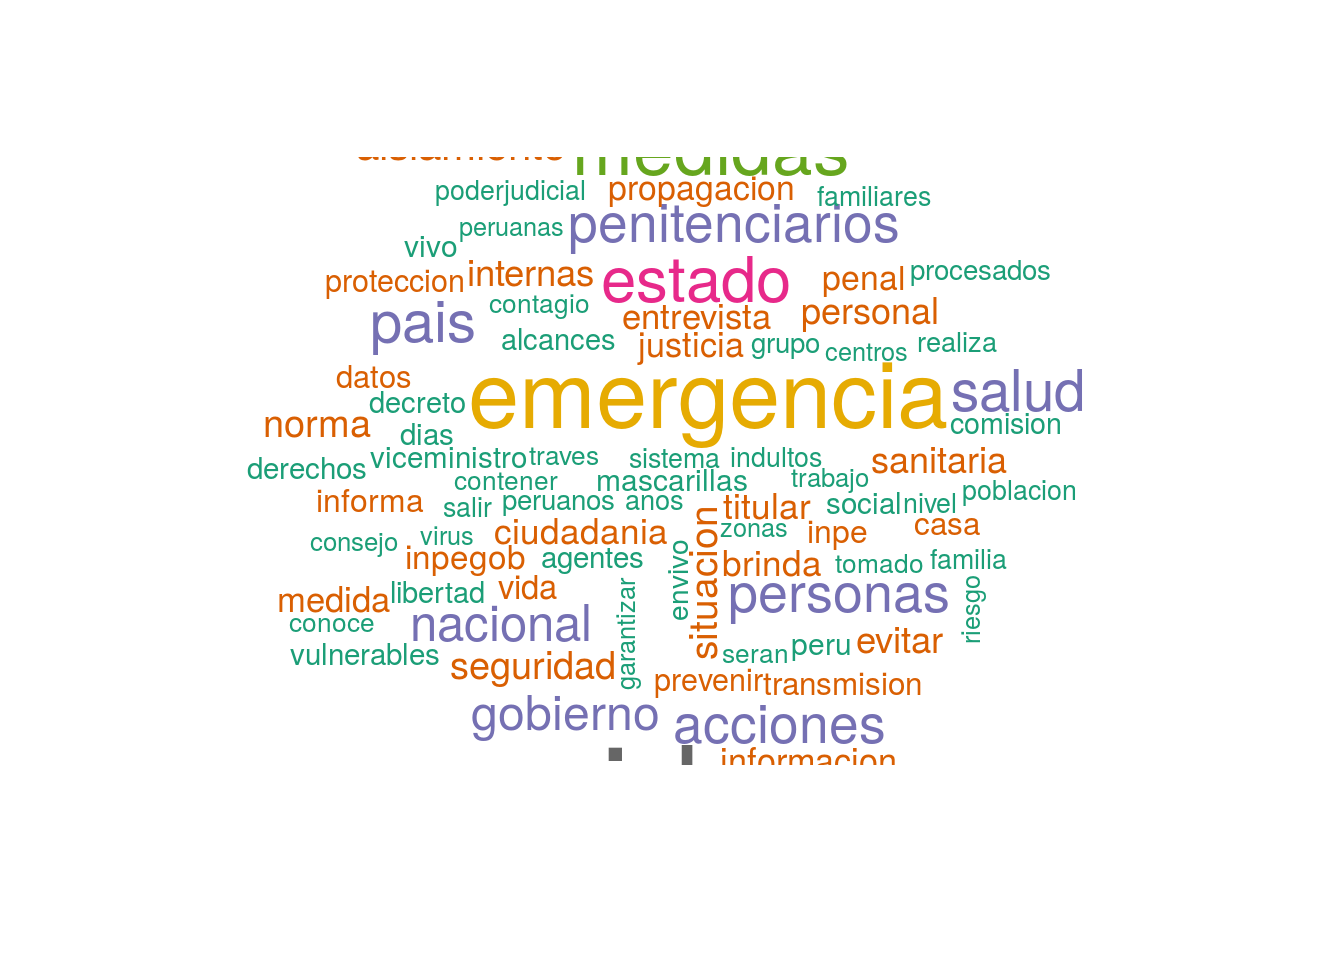 aislamiento medidas
poderjudicial propagacion familiares
peruanas penitenciarios
vivo
proteccion internas estado penal procesados
contagio
pais entrevista personal
alcances justicia grupo centros realiza
datos
decreto emergencia salud
norma dias comision
derechos viceministro traves sistema indultos sanitaria
contener mascarillas trabajo
informa salir peruanos anos titular social nivel poblacion
consejo virus ciudadania situacion zonas inpe casa
inpegob agentes envivo brinda tomado familia
medida libertad vida garantizar personas riesgo
conoce nacional
vulnerables seguridad seran peru evitar
prevenir transmision
gobierno acciones
informacion